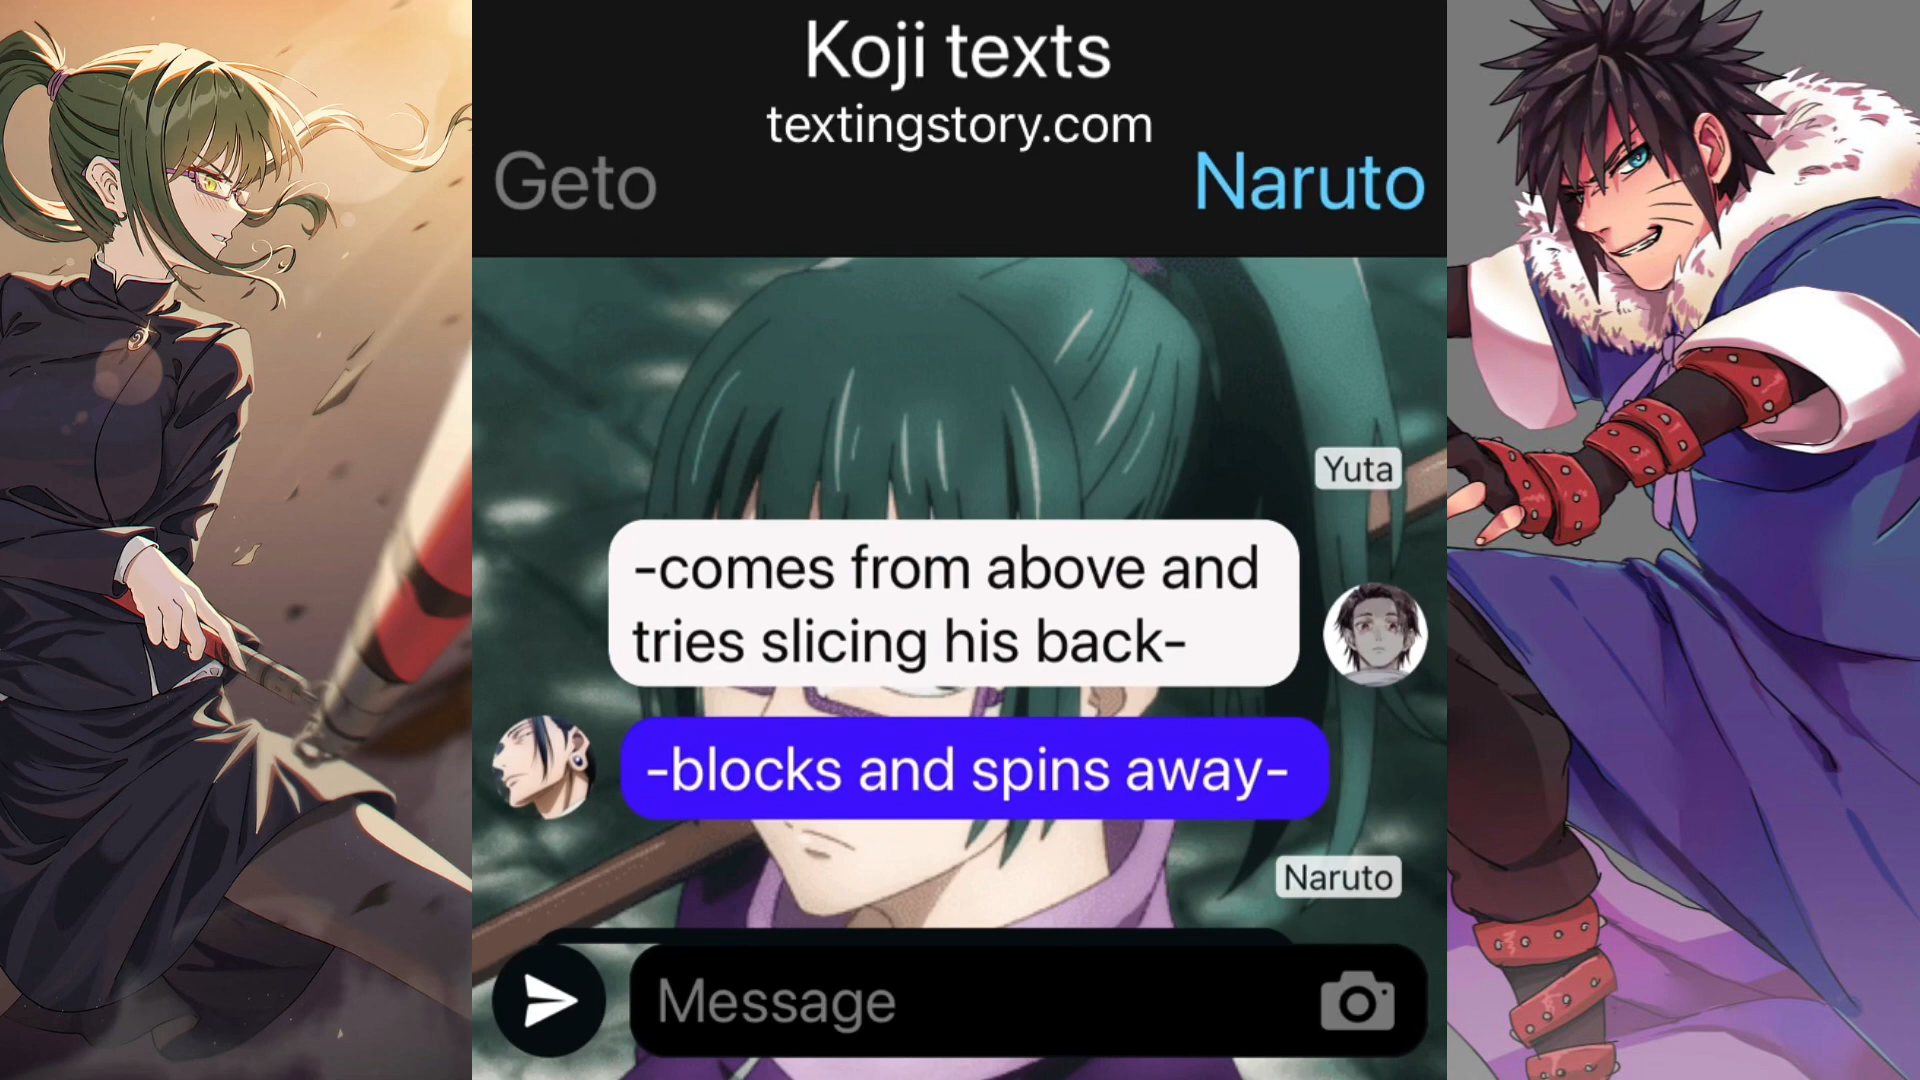 Koji texts
textingstory.com
Geto
Naruto
Yuta
-comes from above and
tries slicing his back-
-blocks and spins away-
Naruto
Message